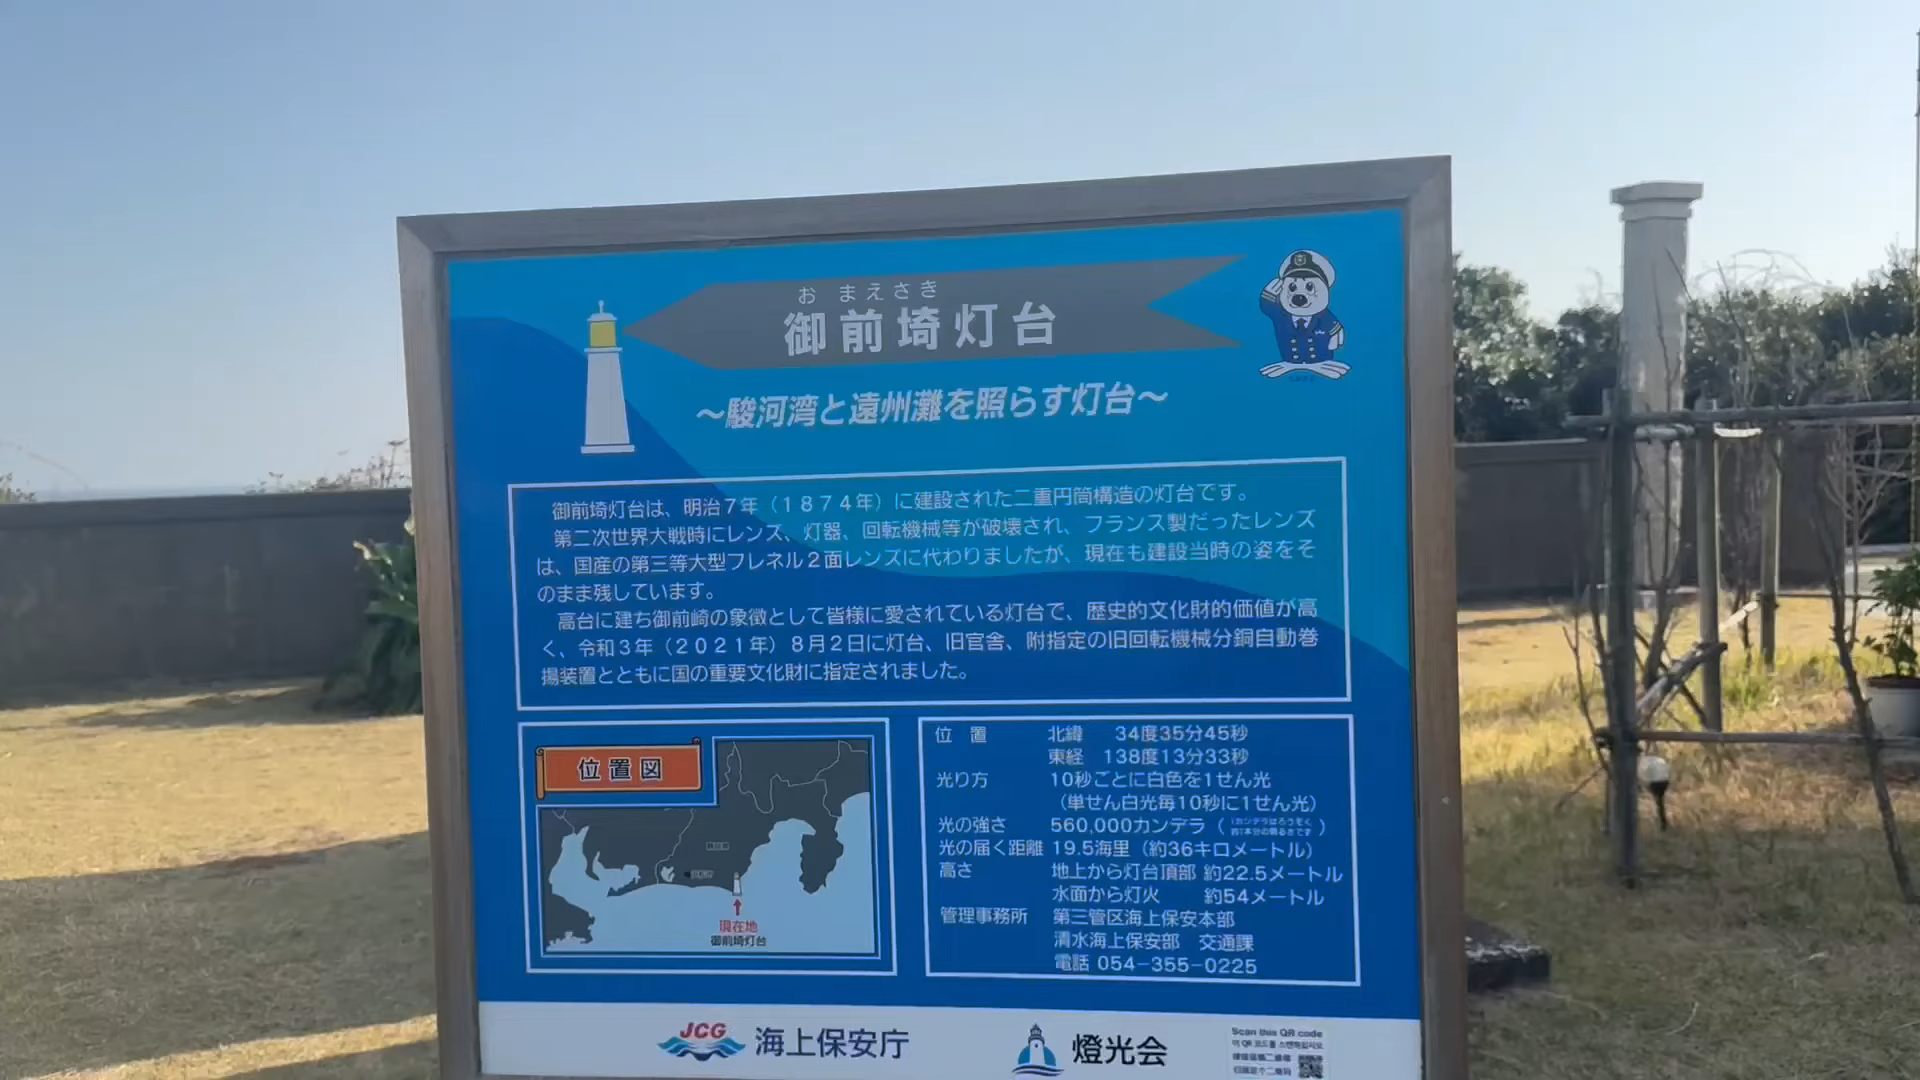 おまえさき
御前埼灯台
～駿河湾と遠州灘を照らす灯台～
御前埼灯台は、明治7年（1874年）に建設された二重円筒構造の灯台です。
第二次世界大戦時にレンズ、灯器、回転機械等が破壊され、フランス製だったレンズ
は、国産の第三等大型フレネル2面レンズに代わりましたが、現在も建設当時の姿をそ
のまま残しています。
高台に建ち御前崎の象徴として皆様に愛されている灯台で、歴史的文化財的価値が高
く、令和3年（2021年）8月2日に灯台、旧官舎、附指定の旧回転機械分銅自動巻
揚装置とともに国の重要文化財に指定されました。
位置図
現在地
御前埼灯台
位置 北緯 34度35分45秒
東経 138度13分33秒
光り方 10秒ごとに白色を1せん光
（単せん白光毎10秒に1せん光）
光の強さ 560,000カンデラ（1カンデラはろうそく約1本分の明るさです）
光の届く距離 19.5海里（約36キロメートル）
高さ 地上から灯台頂部 約22.5メートル
水面から灯火 約54メートル
管理事務所 第三管区海上保安本部
清水海上保安部 交通課
電話 054-355-0225
JCG 海上保安庁
燈光会
Scan this QR code